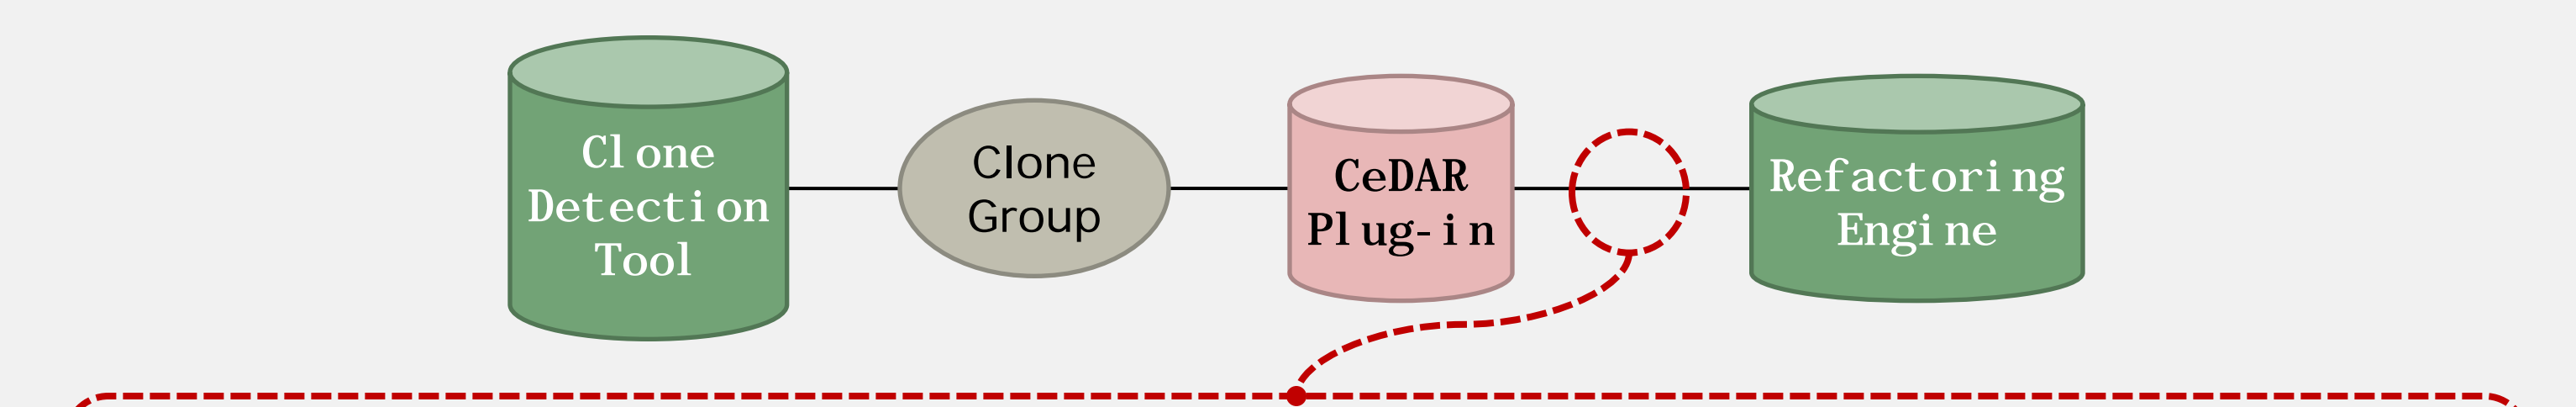 Clone
Detection
Tool
Clone
Group
CeDAR
Plug-in
Refactoring
Engine